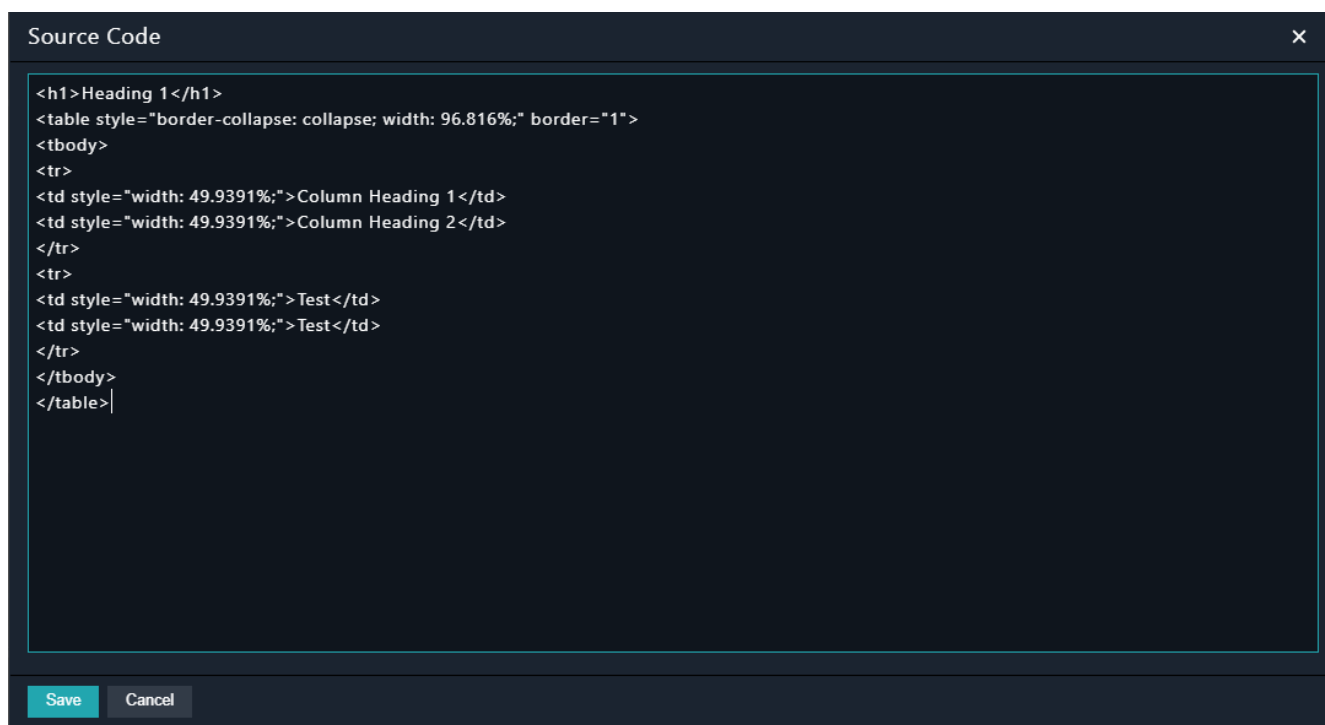 Source Code
×
<h1>Heading 1</h1>
<table style="border-collapse: collapse; width: 96.816%;" border="1">
<tbody>
<tr>
<td style="width: 49.9391%;">Column Heading 1</td>
<td style="width: 49.9391%;">Column Heading 2</td>
</tr>
<tr>
<td style="width: 49.9391%;">Test</td>
<td style="width: 49.9391%;">Test</td>
</tr>
</tbody>
</table>
Save Cancel